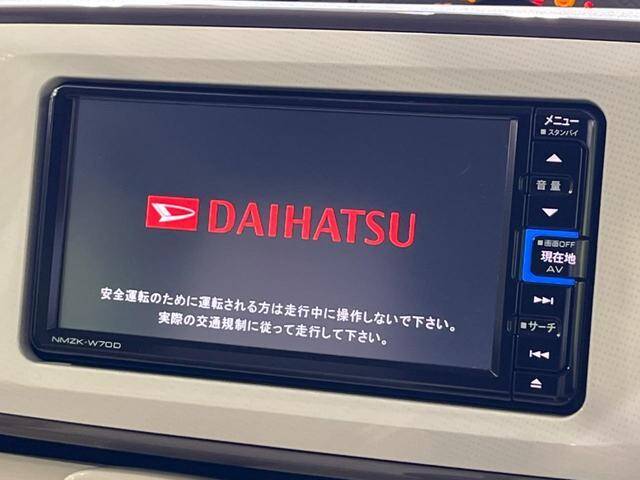 DAIHATSU
安全運転のために運転される方は走行中に操作しないで下さい。
実際の交通規制に従って走行して下さい。
NMZK-W70D
メニュー
スタンバイ
音量
画面OFF
現在地
AV
サーチ